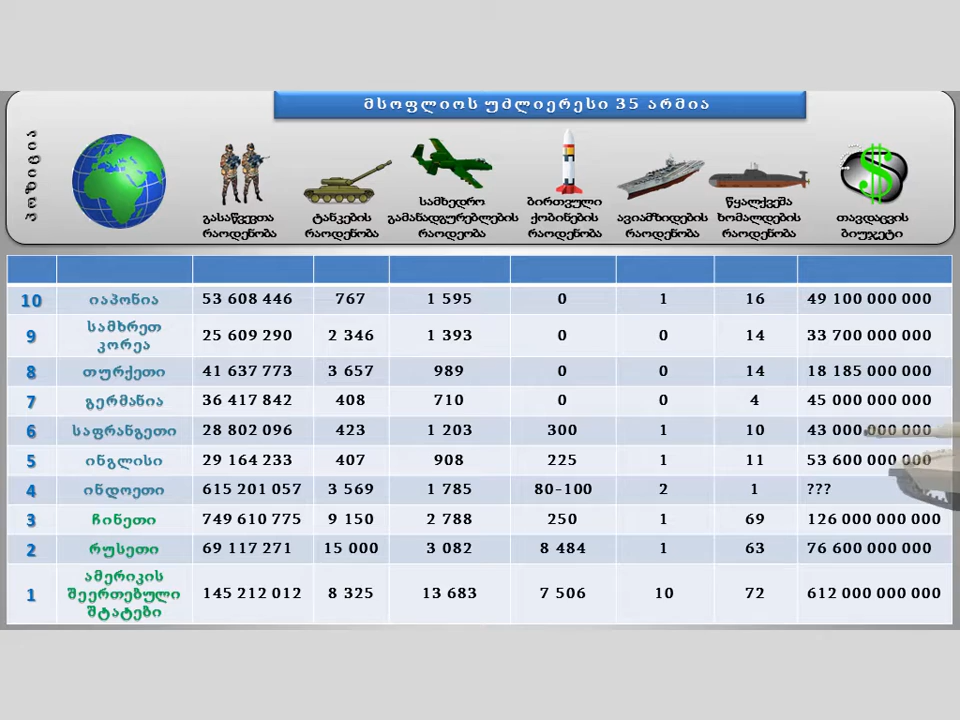 მსოფლიოს უძლიერესი 35 არმია
პოზიცია
გასაწვევთა რაოდენობა
ტანკების რაოდენობა
სამხედრო გამანადგურებლების რაოდეობა
ბირთვული ქობინების რაოდენობა
ავიამზიდების რაოდენობა
წყალქვეშა ხომალდების რაოდენობა
თავდაცვის ბიუჯეტი
10 იაპონია 53 608 446 767 1 595 0 1 16 49 100 000 000
9 სამხრეთ კორეა 25 609 290 2 346 1 393 0 0 14 33 700 000 000
8 თურქეთი 41 637 773 3 657 989 0 0 14 18 185 000 000
7 გერმანია 36 417 842 408 710 0 0 4 45 000 000 000
6 საფრანგეთი 28 802 096 423 1 203 300 1 10 43 000 000 000
5 ინგლისი 29 164 233 407 908 225 1 11 53 600 000 000
4 ინდოეთი 615 201 057 3 569 1 785 80-100 2 1 ???
3 ჩინეთი 749 610 775 9 150 2 788 250 1 69 126 000 000 000
2 რუსეთი 69 117 271 15 000 3 082 8 484 1 63 76 600 000 000
1 ამერიკის შეერთებული შტატები 145 212 012 8 325 13 683 7 506 10 72 612 000 000 000